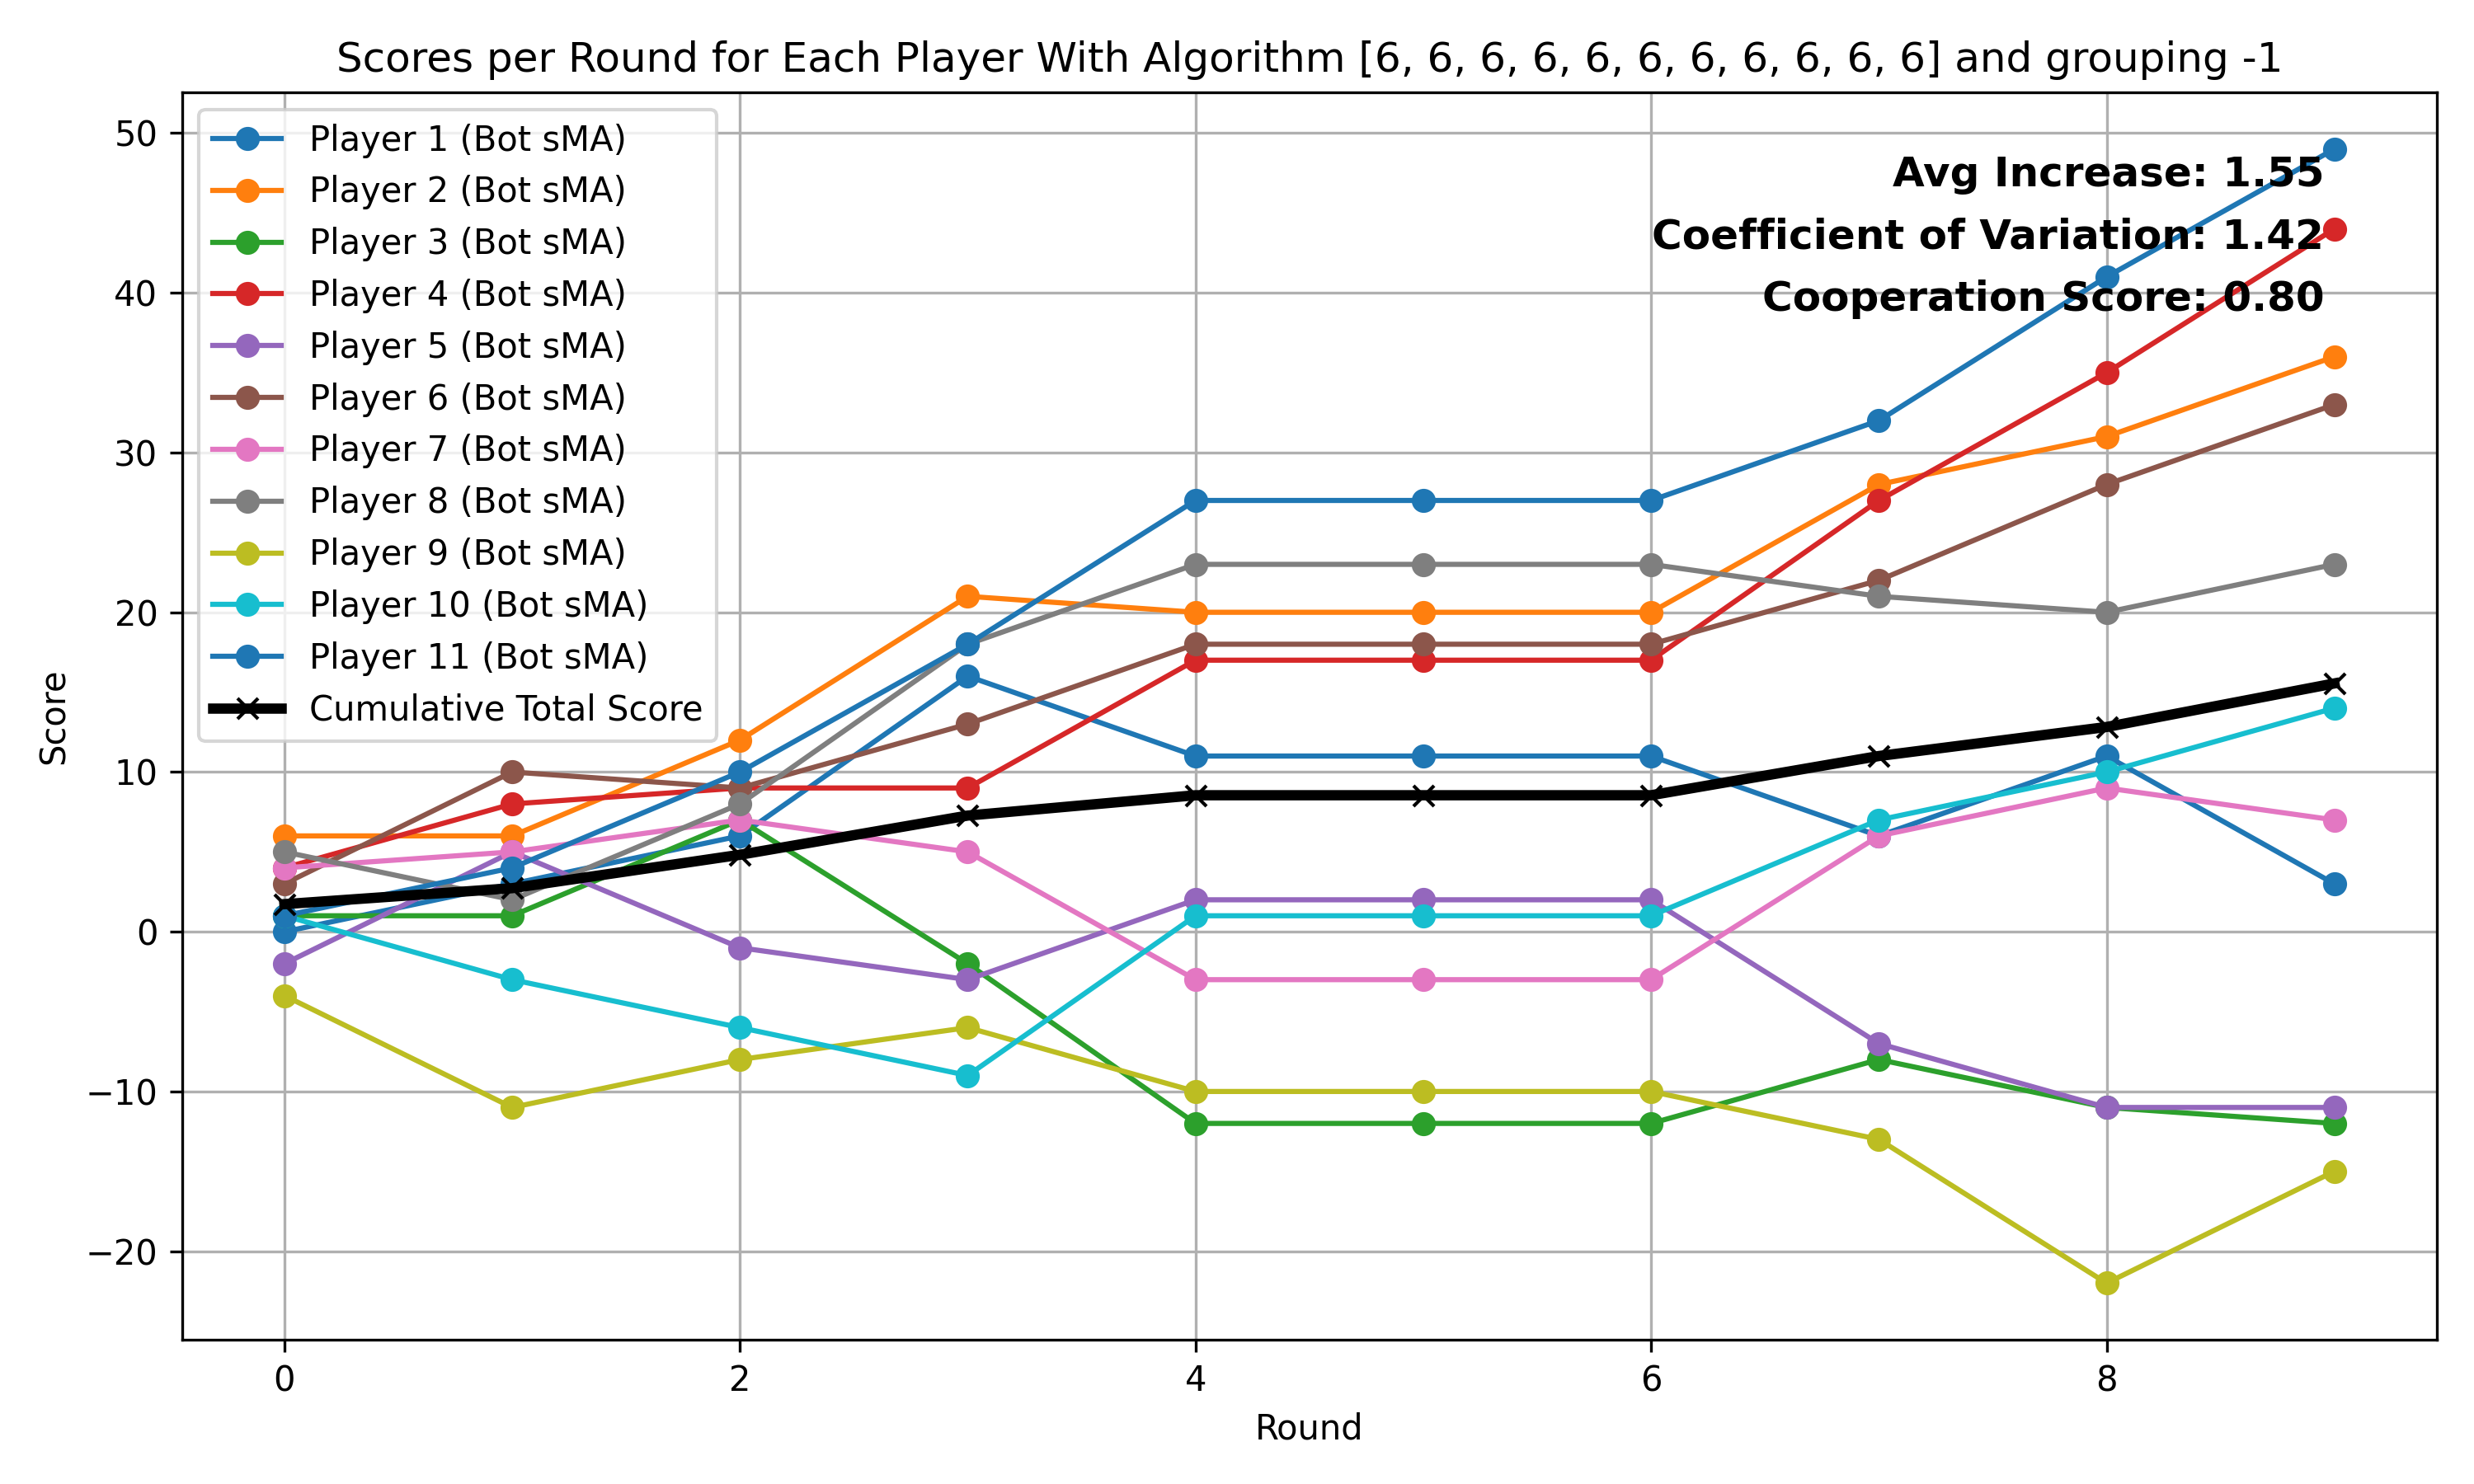 Scores per Round for Each Player With Algorithm [6, 6, 6, 6, 6, 6, 6, 6, 6, 6, 6] and grouping -1
Player 1 (Bot sMA)
Player 2 (Bot sMA)
Player 3 (Bot sMA)
Player 4 (Bot sMA)
Player 5 (Bot sMA)
Player 6 (Bot sMA)
Player 7 (Bot sMA)
Player 8 (Bot sMA)
Player 9 (Bot sMA)
Player 10 (Bot sMA)
Player 11 (Bot sMA)
Cumulative Total Score
Avg Increase: 1.55
Coefficient of Variation: 1.42
Cooperation Score: 0.80
Score
50
40
30
20
10
0
−10
−20
0 2 4 6 8
Round